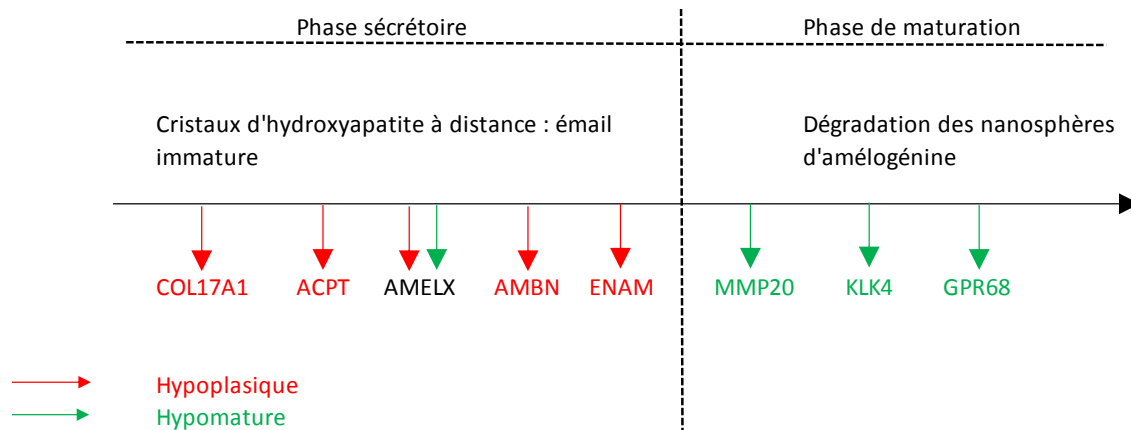 Phase sécrétoire
Phase de maturation
Cristaux d'hydroxyapatite à distance : émail
immature
Dégradation des nanosphères
d'amélogénine
COL17A1 ACPT AMELX AMBN ENAM MMP20 KLK4 GPR68
Hypoplasique
Hypomature